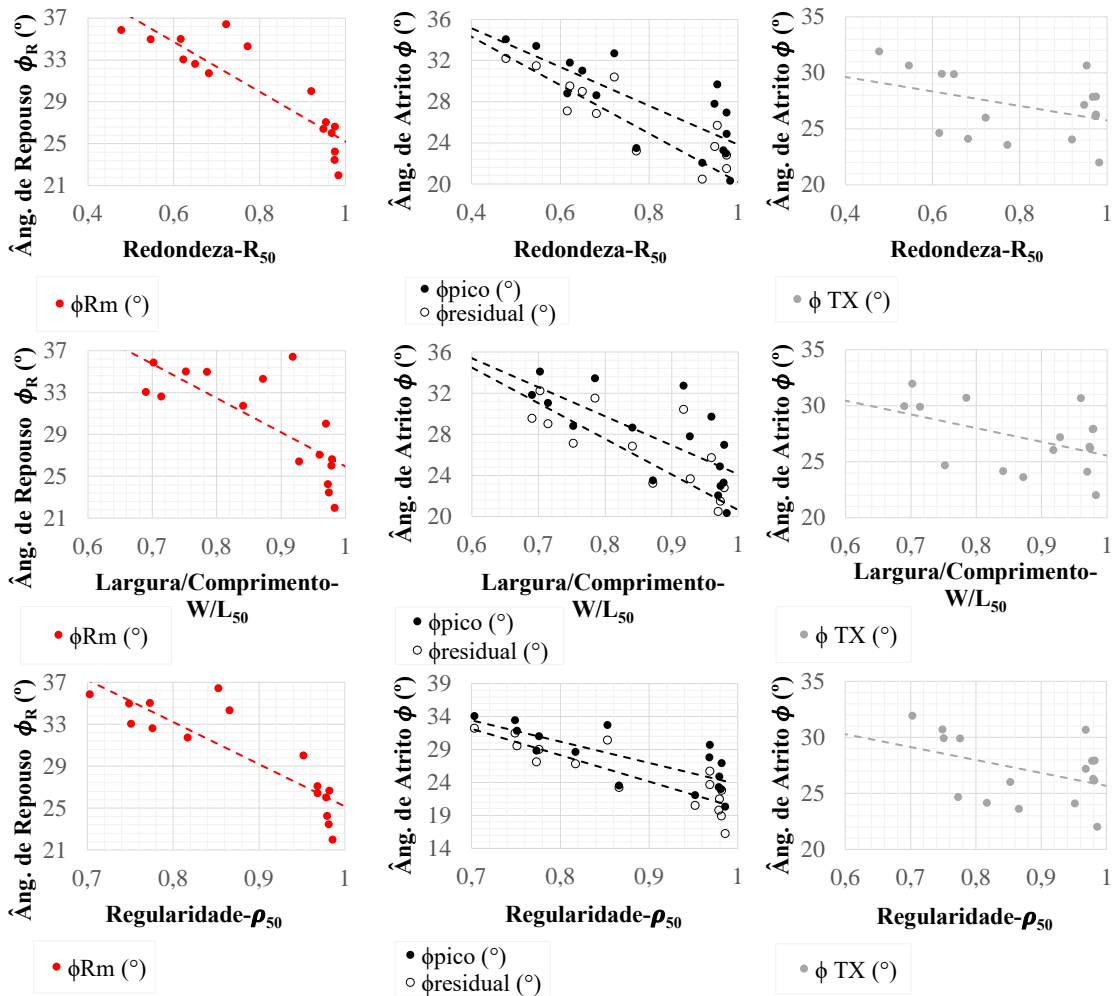 Âng. de Repouso ϕR (º)
37
33
29
25
21
0,4
0,6
0,8
1
Redondeza-R50
ϕRm (°)
Âng. de Atrito ϕ (º)
36
32
28
24
20
0,4
0,6
0,8
1
Redondeza-R50
ϕpico (°)
ϕresidual (°)
Âng. de Atrito ϕ (º)
35
30
25
20
0,4
0,6
0,8
1
Redondeza-R50
ϕ TX (°)
Âng. de Repouso ϕR (º)
37
33
29
25
21
0,6
0,7
0,8
0,9
1
Largura/Comprimento-
W/L50
ϕRm (°)
Âng. de Atrito ϕ (º)
36
32
28
24
20
0,6
0,7
0,8
0,9
1
Largura/Comprimento-
W/L50
ϕpico (°)
ϕresidual (°)
Âng. de Atrito ϕ (º)
35
30
25
20
0,6
0,7
0,8
0,9
1
Largura/Comprimento-
W/L50
ϕ TX (°)
Âng. de Repouso ϕR (º)
37
33
29
25
21
0,7
0,8
0,9
1
Regularidade-ρ50
ϕRm (°)
Âng. de Atrito ϕ (º)
39
34
29
24
19
14
0,7
0,8
0,9
1
Regularidade-ρ50
ϕpico (°)
ϕresidual (°)
Âng. de Atrito ϕ (º)
35
30
25
20
0,6
0,7
0,8
0,9
1
Regularidade-ρ50
ϕ TX (°)